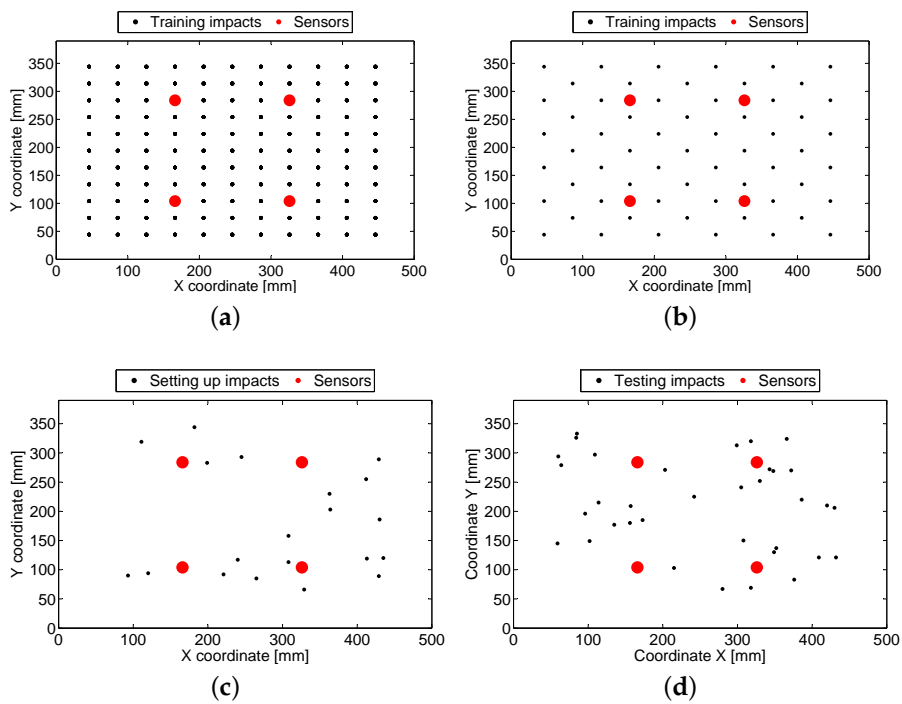 Training impacts Sensors
350
300
250
200
150
100
50
0
Y coordinate [mm]
0 100 200 300 400 500
X coordinate [mm]
(a)
Training impacts Sensors
350
300
250
200
150
100
50
0
Y coordinate [mm]
0 100 200 300 400 500
X coordinate [mm]
(b)
Setting up impacts Sensors
350
300
250
200
150
100
50
0
Y coordinate [mm]
0 100 200 300 400 500
X coordinate [mm]
(c)
Testing impacts Sensors
350
300
250
200
150
100
50
0
Coordinate Y [mm]
0 100 200 300 400 500
Coordinate X [mm]
(d)